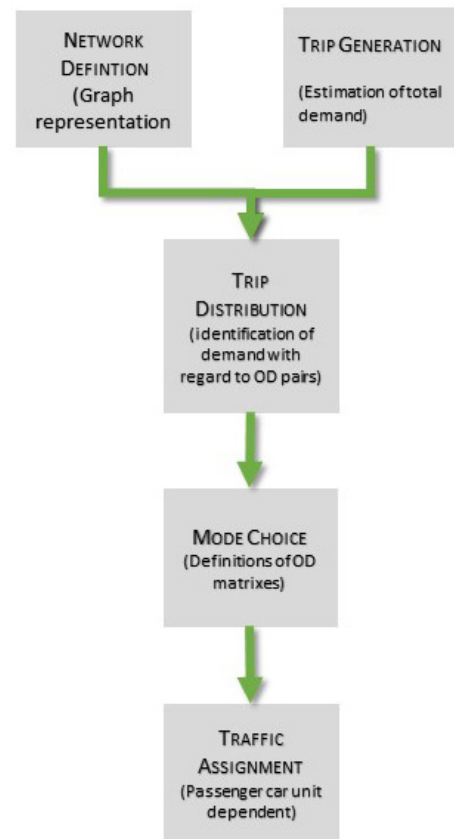 NETWORK
DEFINTION
(Graph
representation
TRIP GENERATION
(Estimation of total
demand)
TRIP
DISTRIBUTION
(identification of
demand with
regard to OD pairs)
MODE CHOICE
(Definitions of OD
matrixes)
TRAFFIC
ASSIGNMENT
(Passenger car unit
dependent)